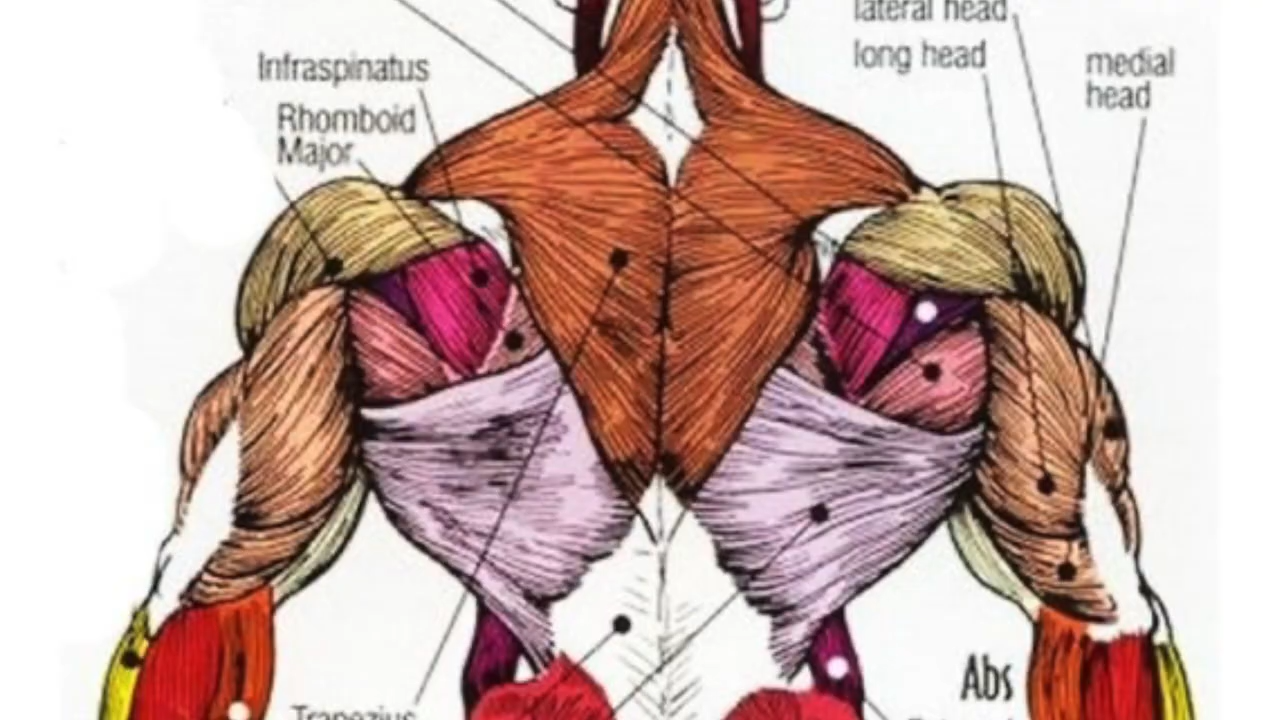 lateral head
long head
medial
head
Infraspinatus
Rhomboid
Major
Abs
Trapezius